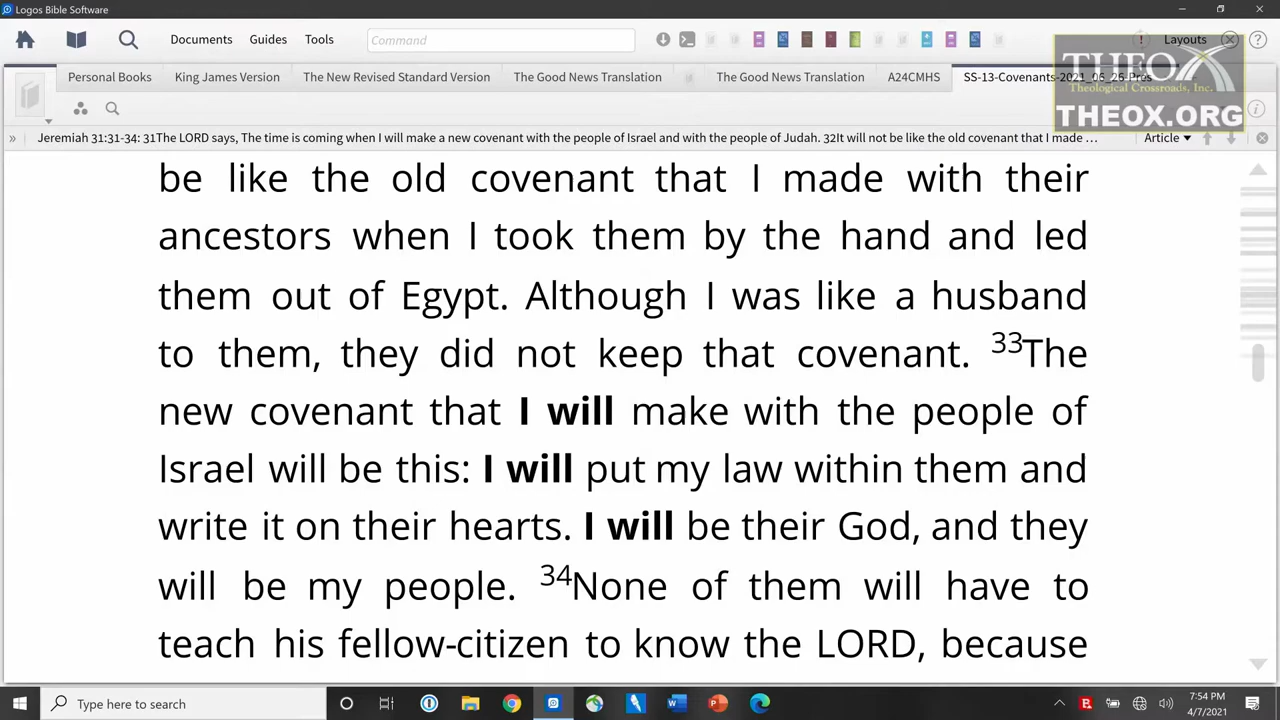 Logos Bible Software
Documents Guides Tools Command Layouts
Personal Books King James Version The New Revised Standard Version The Good News Translation The Good News Translation A24CMHS SS-13-Covenants-2021_06_25.Pres
THEOX
Theological Crossroads, Inc.
THEOX.ORG
» Jeremiah 31:31-34: 31The LORD says, The time is coming when I will make a new covenant with the people of Israel and with the people of Judah. 32It will not be like the old covenant that I made … Article
be like the old covenant that I made with their
ancestors when I took them by the hand and led
them out of Egypt. Although I was like a husband
to them, they did not keep that covenant. 33The
new covenant that I will make with the people of
Israel will be this: I will put my law within them and
write it on their hearts. I will be their God, and they
will be my people. 34None of them will have to
teach his fellow-citizen to know the LORD, because
Type here to search
7:54 PM
4/7/2021